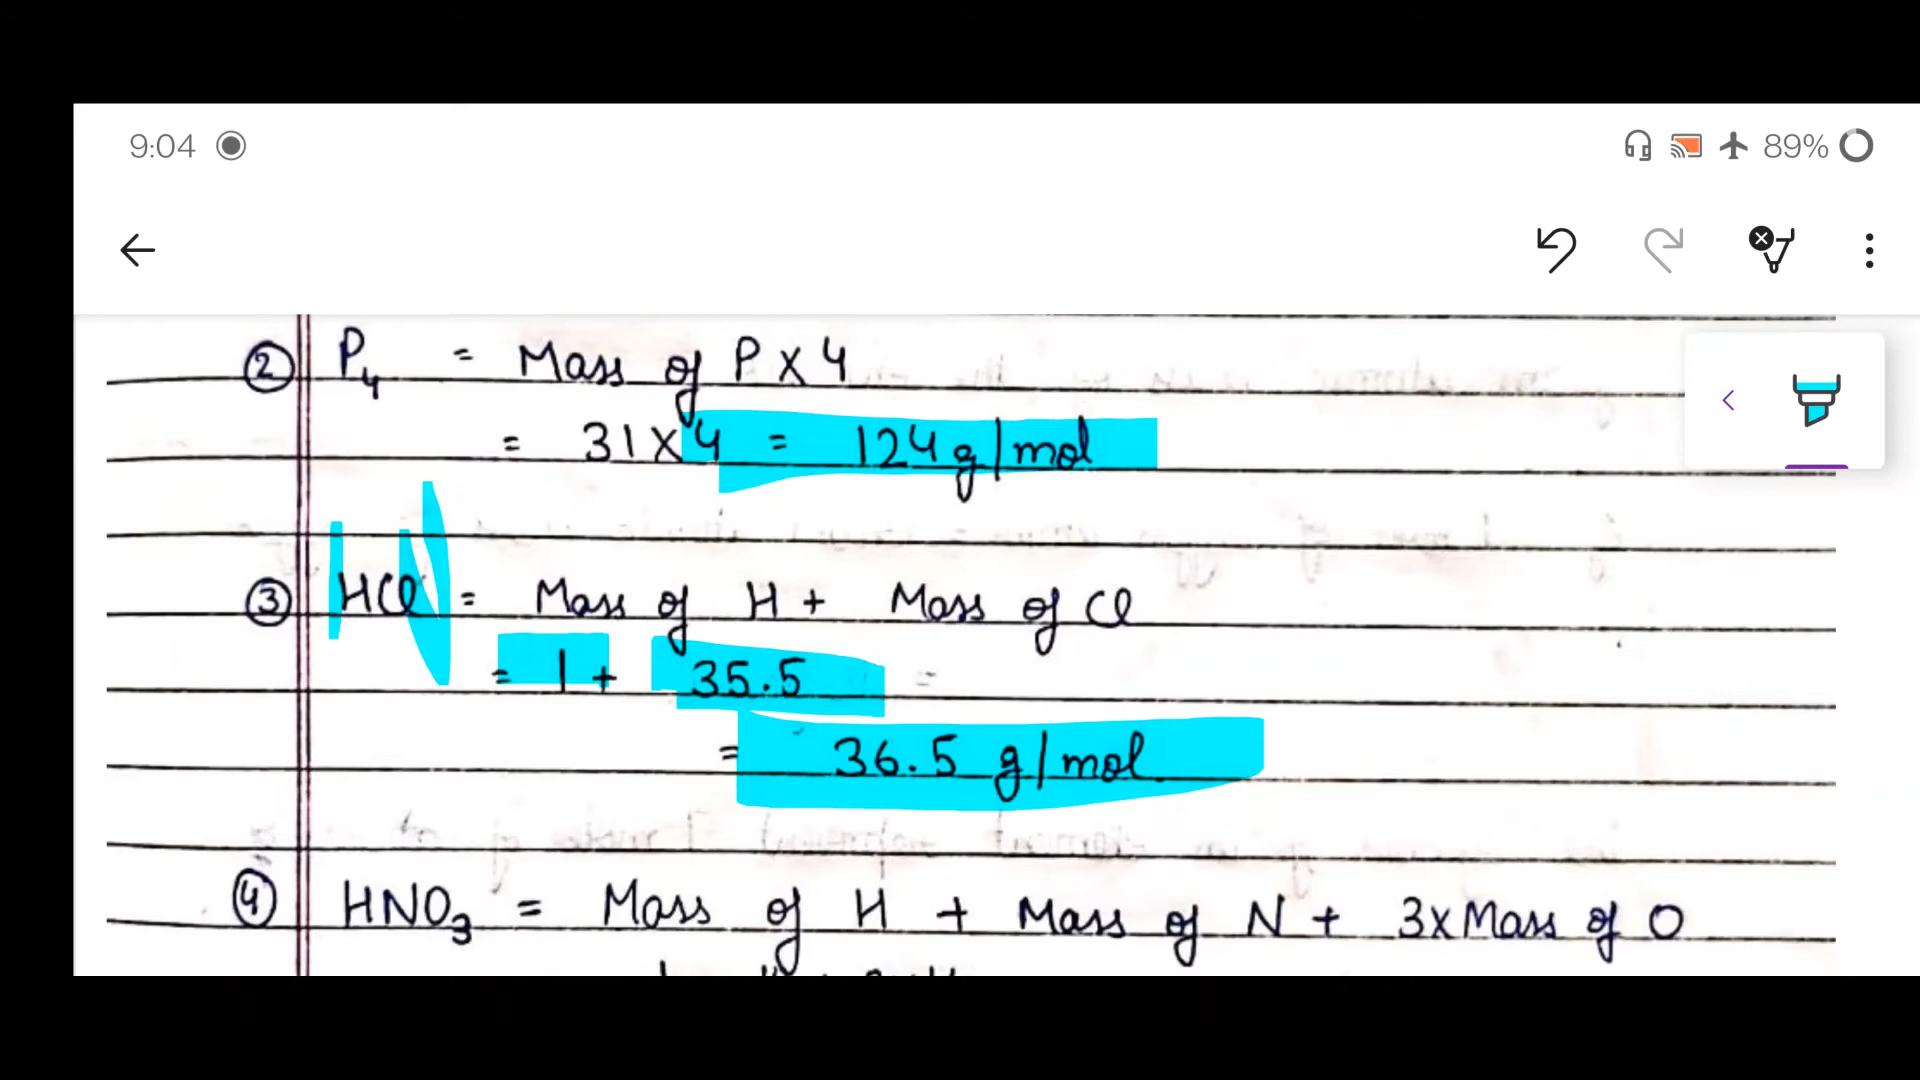 9:04 89%
② P₄ = Mass of P x 4
= 31 x 4 = 124 g/mol
③ HCl = Mass of H + Mass of Cl
= 1 + 35.5 =
= 36.5 g/mol
④ HNO₃ = Mass of H + Mass of N + 3x Mass of O